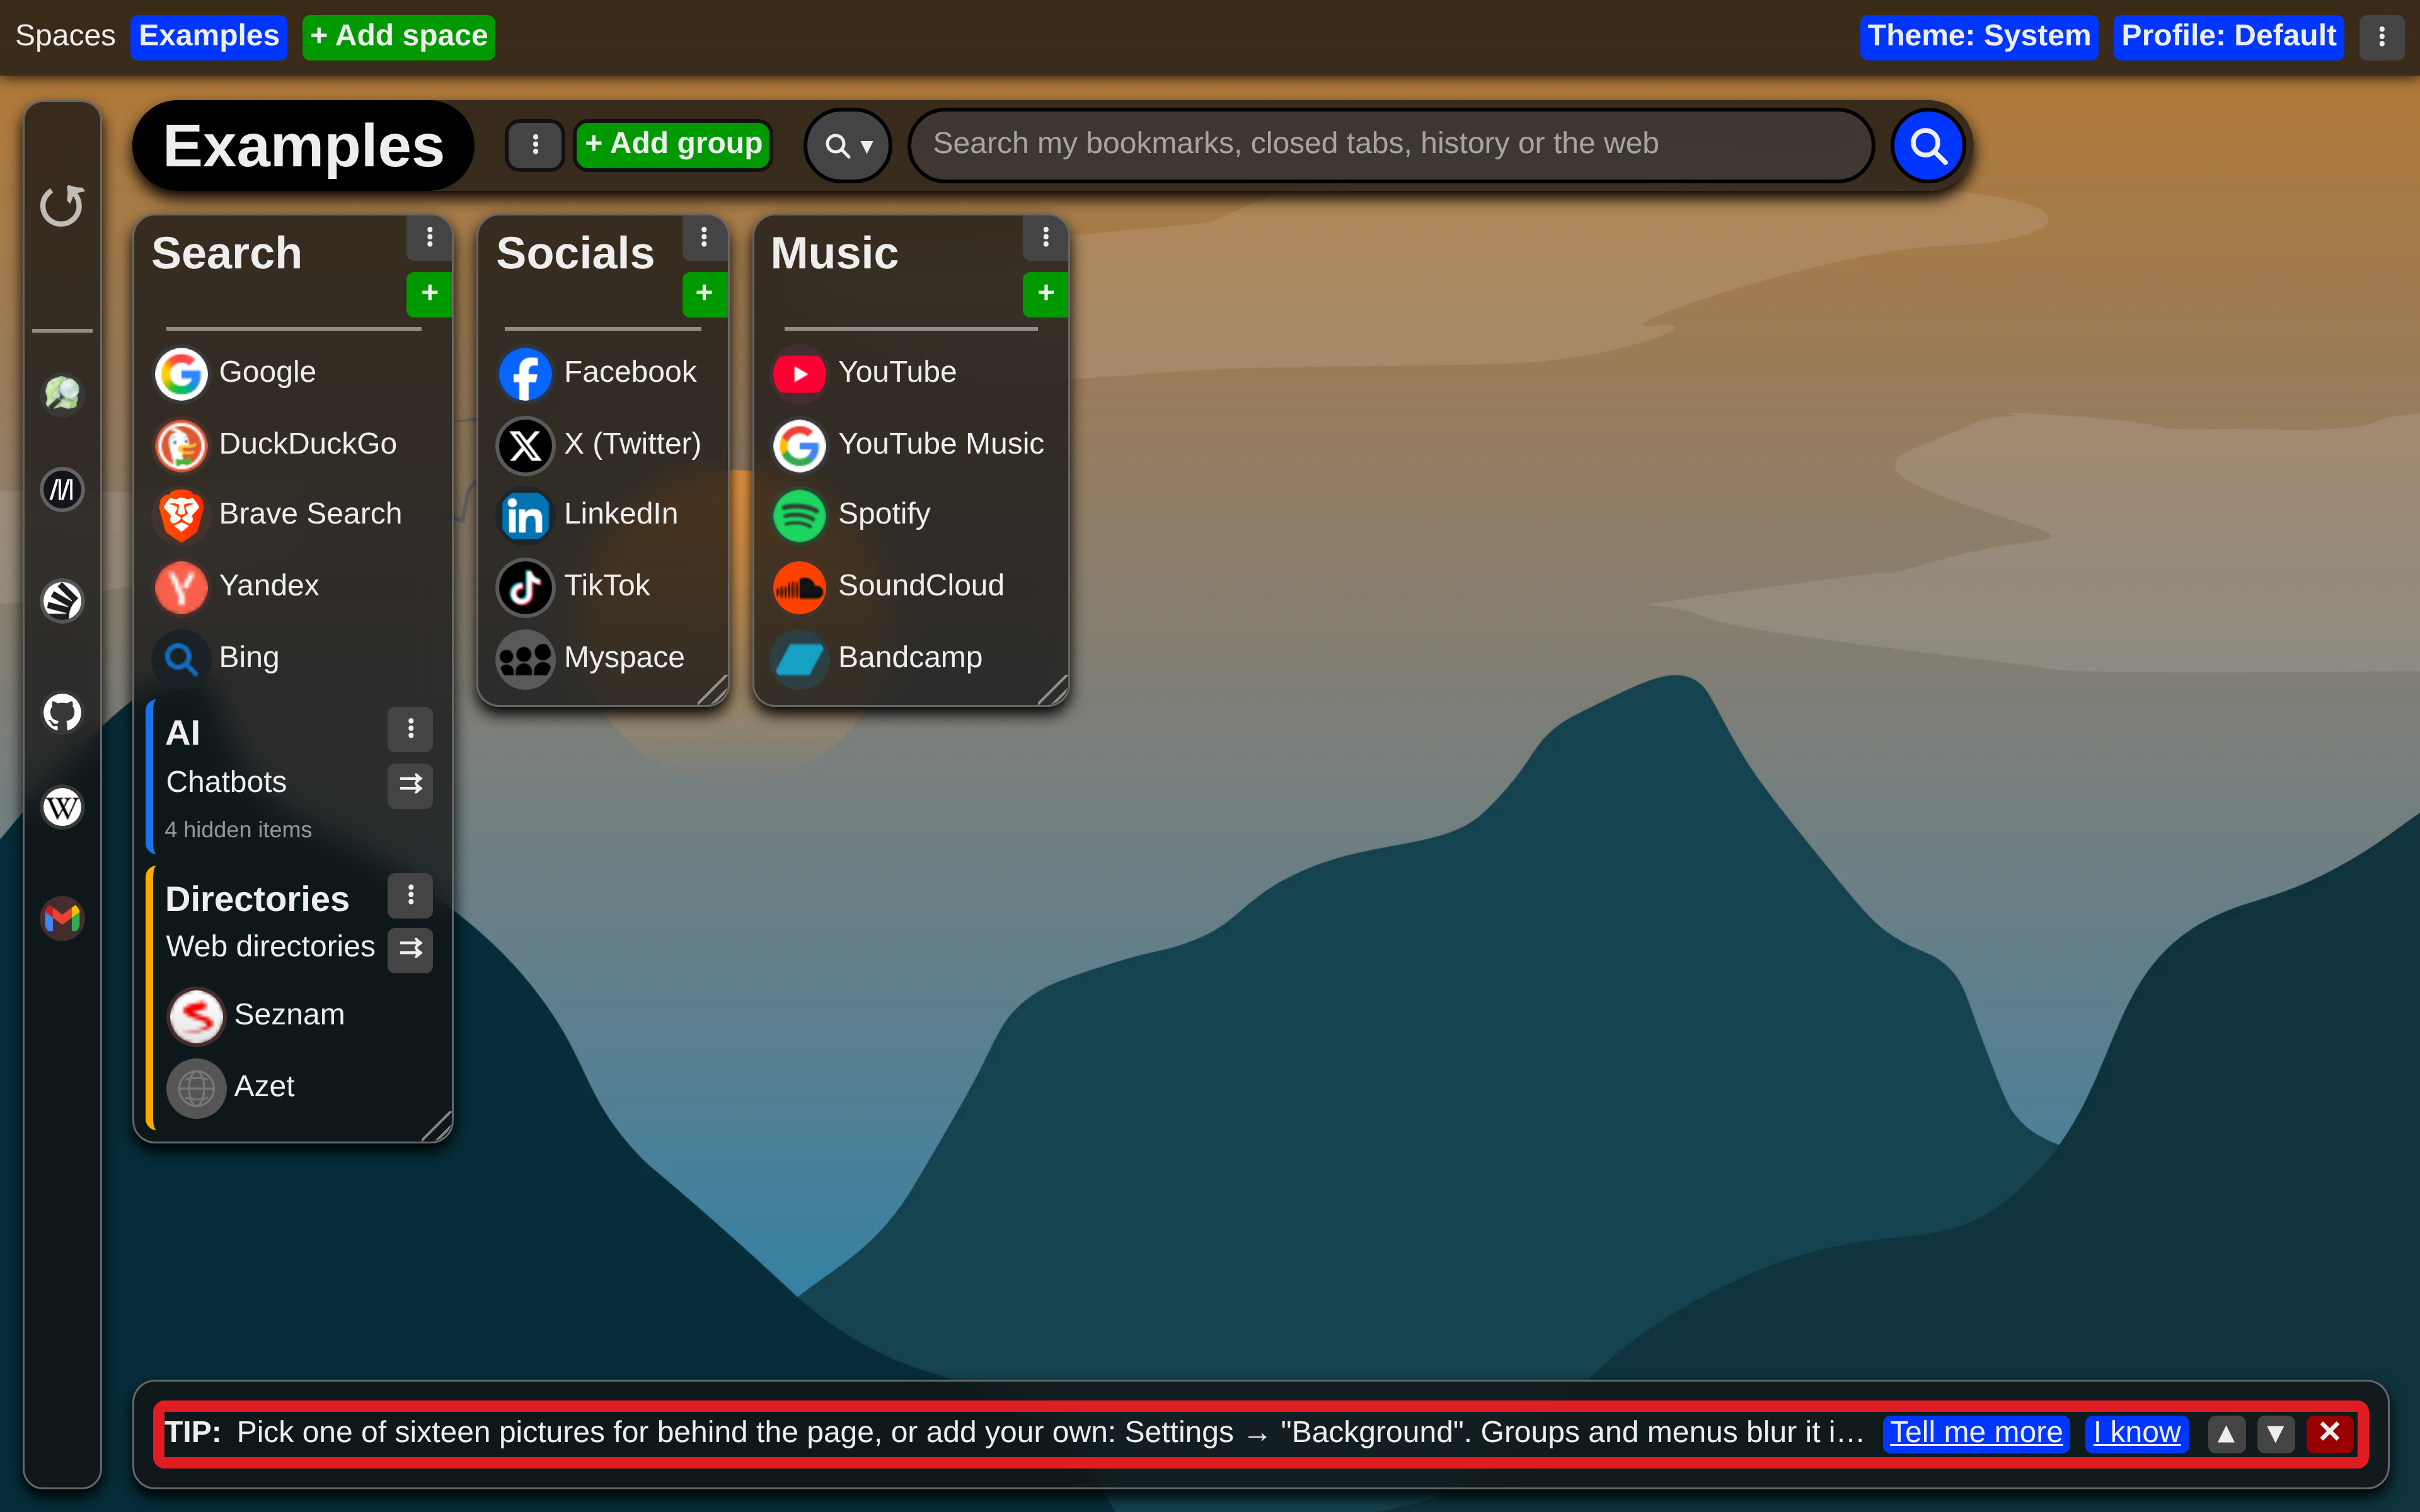 Spaces Examples + Add space Theme: System Profile: Default
Examples + Add group Search my bookmarks, closed tabs, history or the web
Search
Google
DuckDuckGo
Brave Search
Yandex
Bing
AI
Chatbots
4 hidden items
Directories
Web directories
Seznam
Azet
Socials
Facebook
X (Twitter)
LinkedIn
TikTok
Myspace
Music
YouTube
YouTube Music
Spotify
SoundCloud
Bandcamp
TIP: Pick one of sixteen pictures for behind the page, or add your own: Settings → "Background". Groups and menus blur it i… Tell me more I know